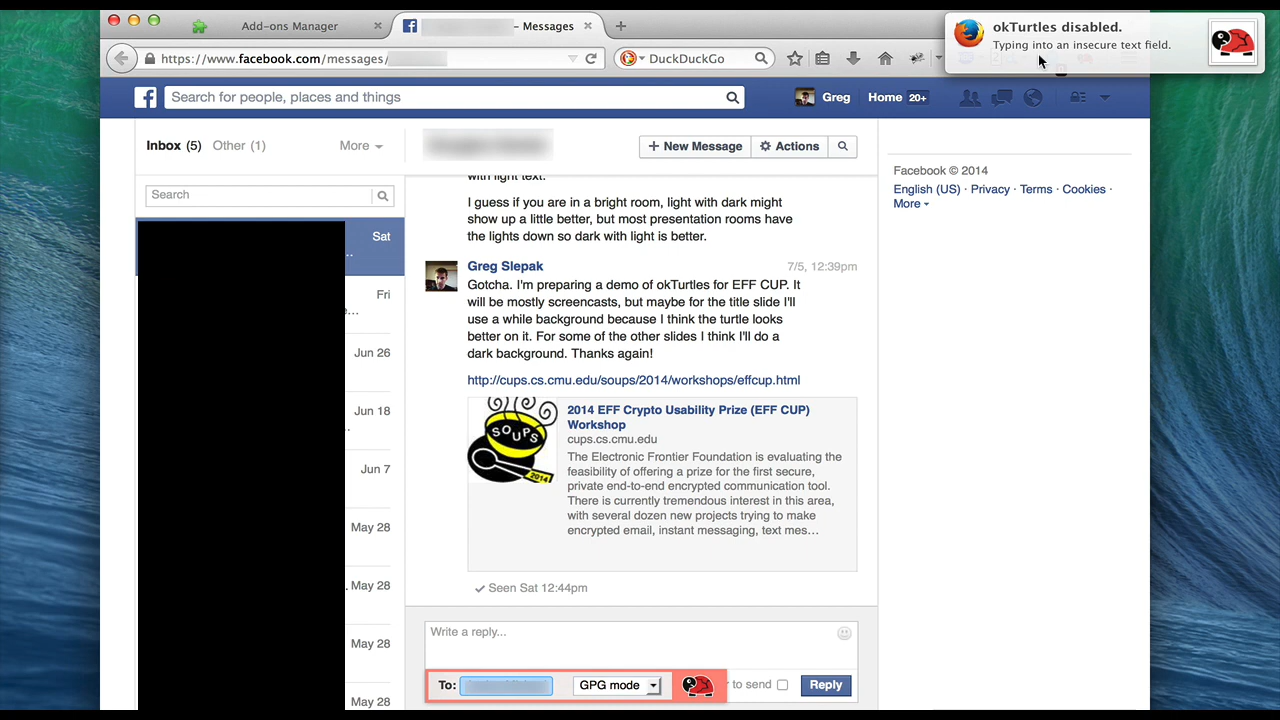 Add-ons Manager
- Messages
okTurtles disabled.
Typing into an insecure text field.
https://www.facebook.com/messages/
DuckDuckGo
Search for people, places and things
Greg
Home 20+
Inbox (5)
Other (1)
More
New Message
Actions
Search
Sat
Fri
Jun 26
Jun 18
Jun 7
May 28
May 28
May 28
May 28
with light text.
I guess if you are in a bright room, light with dark might
show up a little better, but most presentation rooms have
the lights down so dark with light is better.
Greg Slepak
7/5, 12:39pm
Gotcha. I'm preparing a demo of okTurtles for EFF CUP. It
will be mostly screencasts, but maybe for the title slide I'll
use a while background because I think the turtle looks
better on it. For some of the other slides I think I'll do a
dark background. Thanks again!
http://cups.cs.cmu.edu/soups/2014/workshops/effcup.html
SOUPS
2014
2014 EFF Crypto Usability Prize (EFF CUP)
Workshop
cups.cs.cmu.edu
The Electronic Frontier Foundation is evaluating the
feasibility of offering a prize for the first secure,
private end-to-end encrypted communication tool.
There is currently tremendous interest in this area,
with several dozen new projects trying to make
encrypted email, instant messaging, text mes...
Seen Sat 12:44pm
Write a reply...
To:
GPG mode
to send
Reply
Facebook © 2014
English (US) · Privacy · Terms · Cookies ·
More